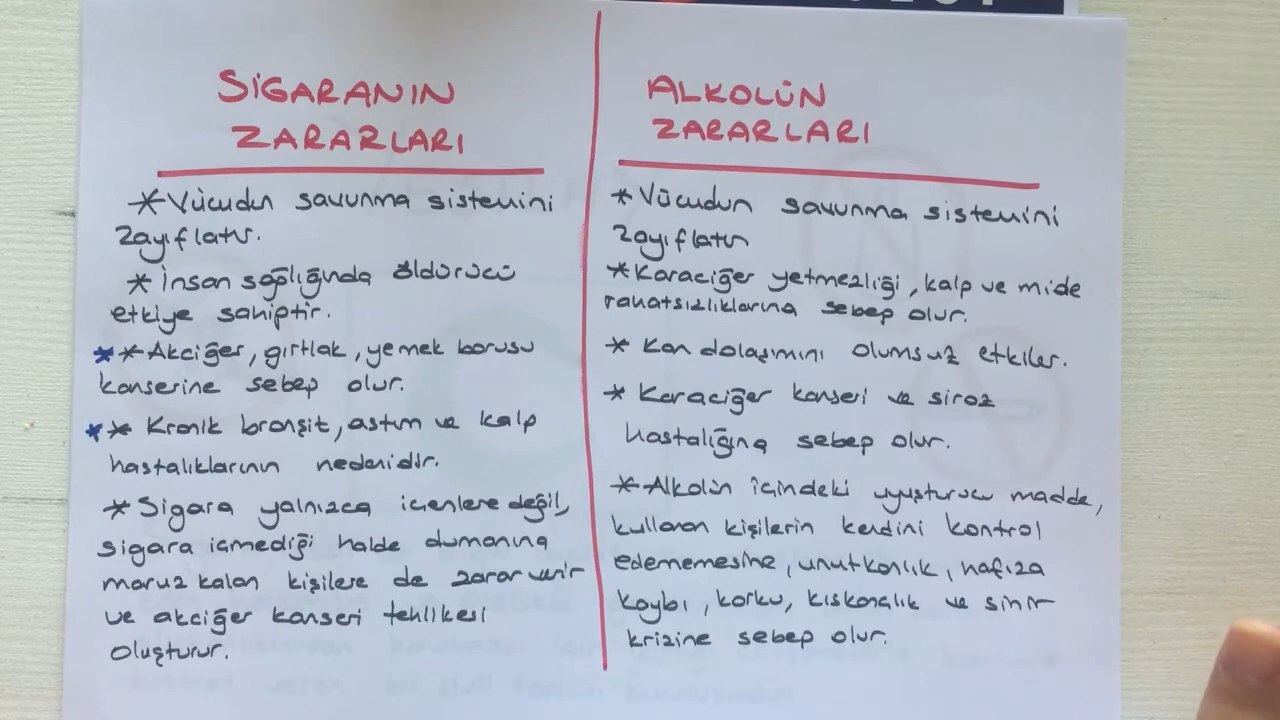 SİGARANIN
ZARARLARI
* Vücudun savunma sistemini
zayıflatır.
* İnsan sağlığında öldürücü
etkiye sahiptir.
* * Akciğer, gırtlak, yemek borusu
kanserine sebep olur.
* * Kronik bronşit, astım ve kalp
hastalıklarının nedenidir.
* Sigara yalnızca içenlere değil,
sigara içmediği halde dumanına
maruz kalan kişilere de zarar verir
ve akciğer kanseri tehlikesi
oluşturur.
ALKOLÜN
ZARARLARI
* Vücudun savunma sistemini
zayıflatır
* Karaciğer yetmezliği, kalp ve mide
rahatsızlıklarına sebep olur.
* Kan dolaşımını olumsuz etkiler.
* Karaciğer kanseri ve siroz
hastalığına sebep olur.
* Alkolün içindeki uyuşturucu madde,
kullanan kişilerin kendini kontrol
edememesine, unutkanlık, hafıza
kaybı, korku, kıskançlık ve sinir
krizine sebep olur.